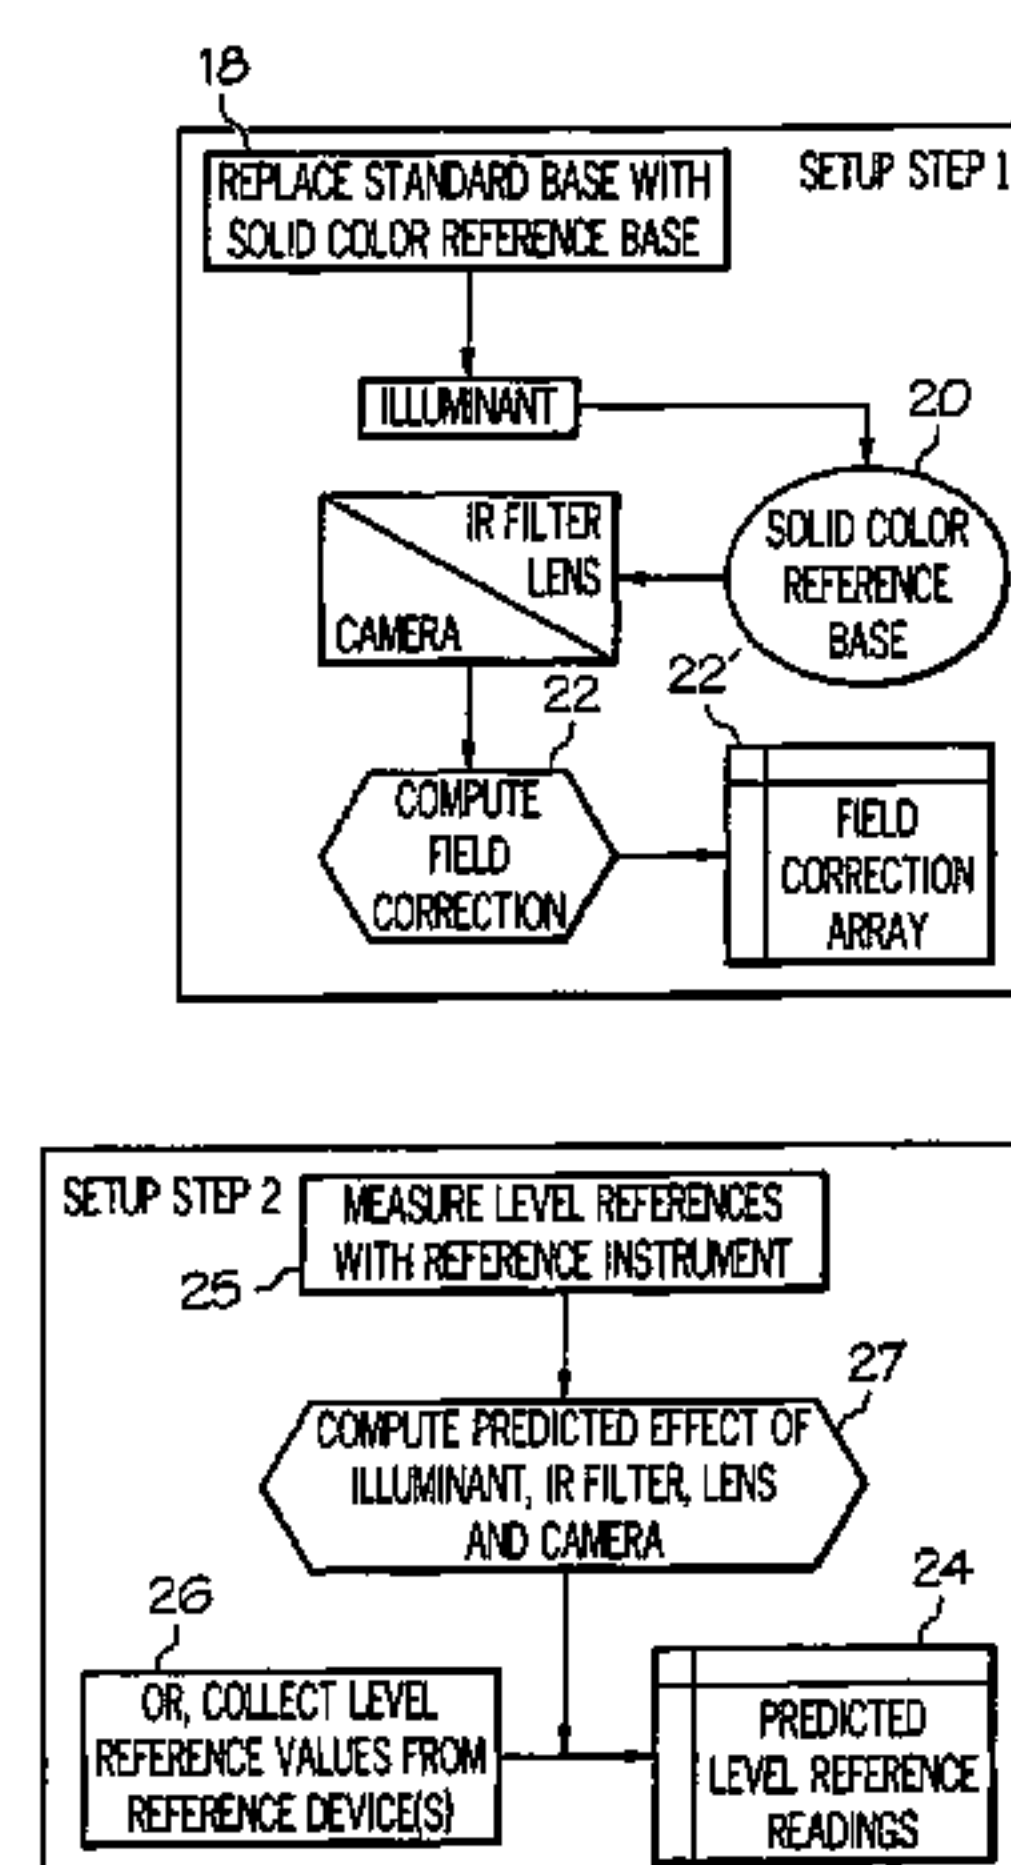 18
SETUP STEP 1
REPLACE STANDARD BASE WITH
SOLID COLOR REFERENCE BASE
ILLUMINANT
20
SOLID COLOR
REFERENCE
BASE
IR FILTER
LENS
CAMERA
22
22'
COMPUTE
FIELD
CORRECTION
FIELD
CORRECTION
ARRAY
SETUP STEP 2
MEASURE LEVEL REFERENCES
WITH REFERENCE INSTRUMENT
25
27
COMPUTE PREDICTED EFFECT OF
ILLUMINANT, IR FILTER, LENS
AND CAMERA
26
24
OR, COLLECT LEVEL
REFERENCE VALUES FROM
REFERENCE DEVICE(S)
PREDICTED
LEVEL REFERENCE
READINGS